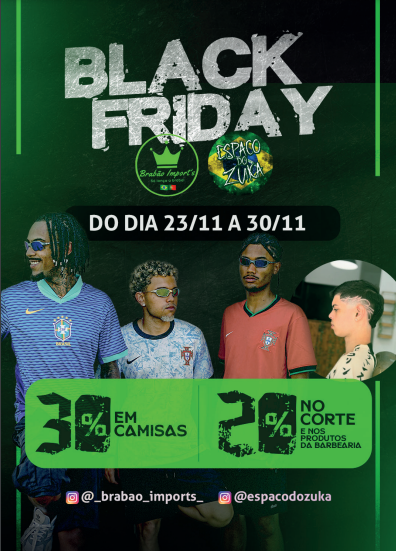 BLACK
FRIDAY
Brabão Import's
ESPAÇO
DO
ZUKA
DO DIA 23/11 A 30/11
BRASIL
30% EM
CAMISAS
20% NO
CORTE
E NOS
PRODUTOS
DA BARBEARIA
@_brabao_imports_ @espacodozuka